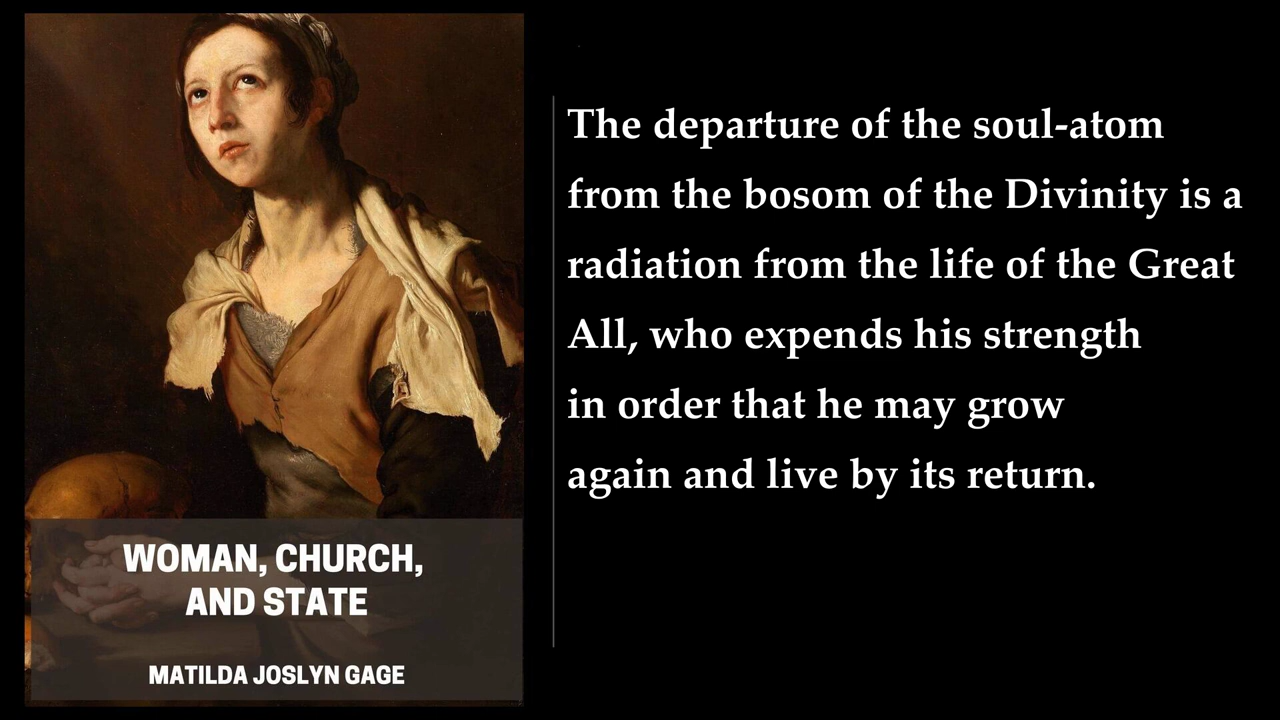 WOMAN, CHURCH,
AND STATE
MATILDA JOSLYN GAGE
The departure of the soul-atom
from the bosom of the Divinity is a
radiation from the life of the Great
All, who expends his strength
in order that he may grow
again and live by its return.